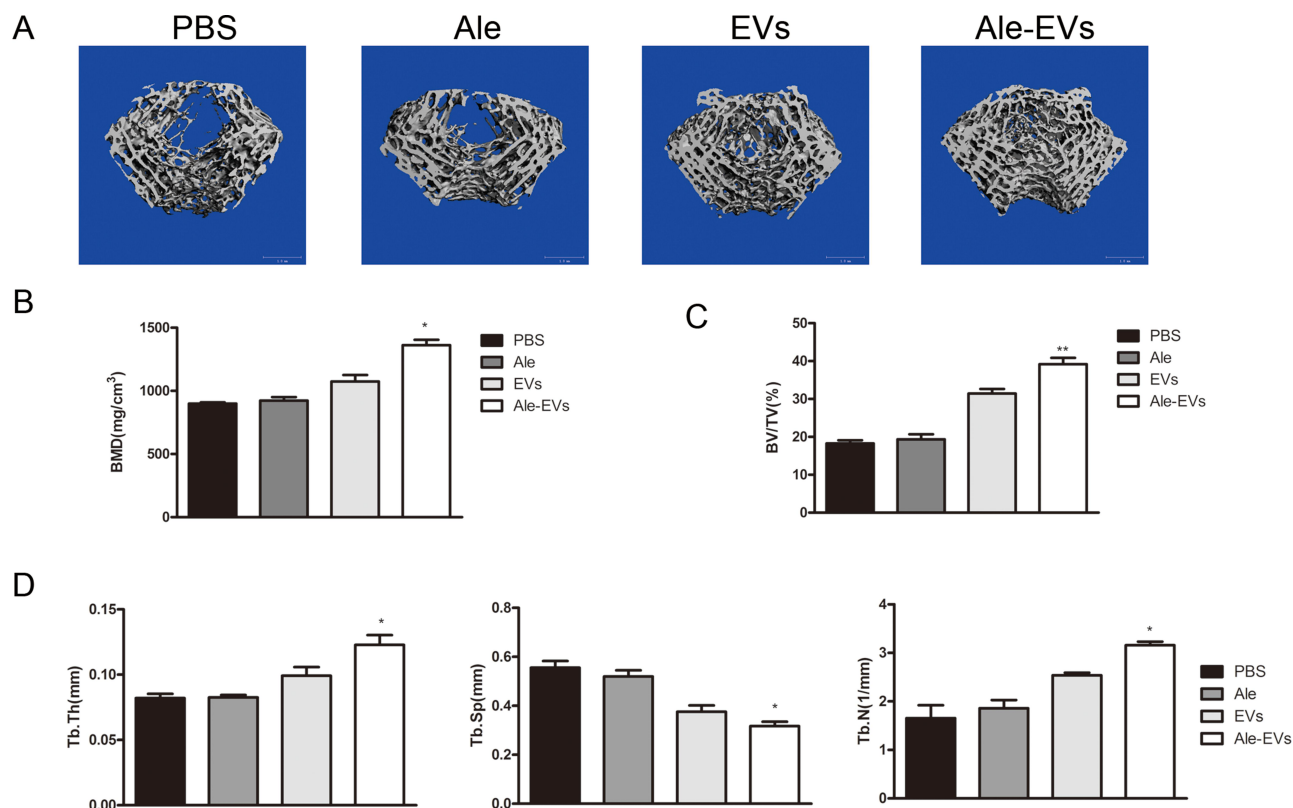 A
PBS
Ale
EVs
Ale-EVs
B
1500
1000
500
0
BMD(mg/cm³)
*
PBS
Ale
EVs
Ale-EVs
C
50
40
30
20
10
0
BV/TV(%)
**
PBS
Ale
EVs
Ale-EVs
D
0.15
0.10
0.05
0.00
Tb.Th(mm)
*
0.8
0.6
0.4
0.2
0.0
Tb.Sp(mm)
*
4
3
2
1
0
Tb.N(1/mm)
*
PBS
Ale
EVs
Ale-EVs